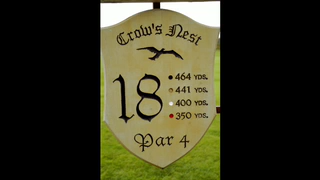 Crow's Nest
18
464 YDS.
441 YDS.
400 YDS.
350 YDS.
Par 4